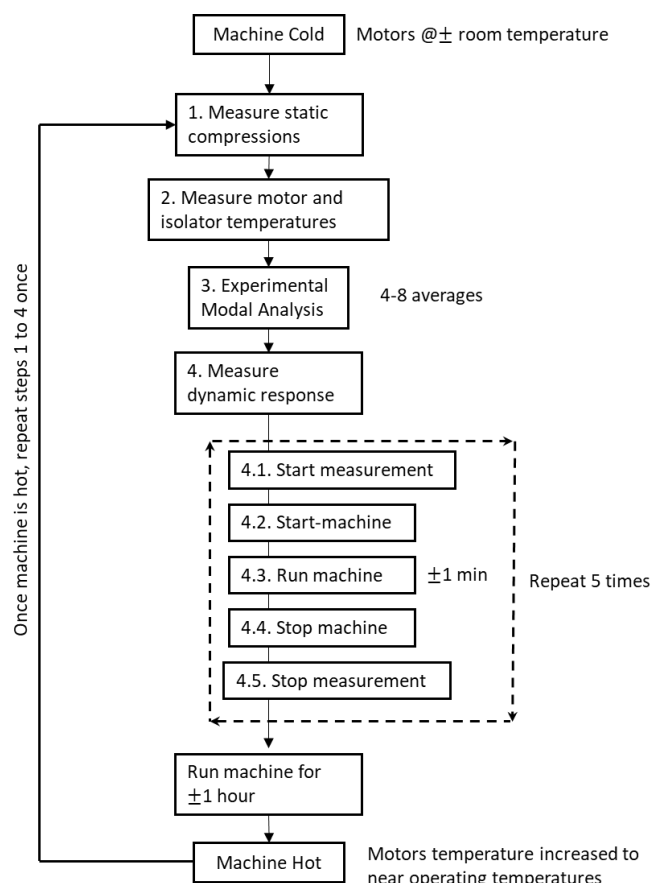 Machine Cold
Motors @± room temperature
1. Measure static
compressions
2. Measure motor and
isolator temperatures
3. Experimental
Modal Analysis
4-8 averages
4. Measure
dynamic response
4.1. Start measurement
4.2. Start-machine
4.3. Run machine
±1 min
Repeat 5 times
4.4. Stop machine
4.5. Stop measurement
Once machine is hot, repeat steps 1 to 4 once
Run machine for
±1 hour
Machine Hot
Motors temperature increased to
near operating temperatures